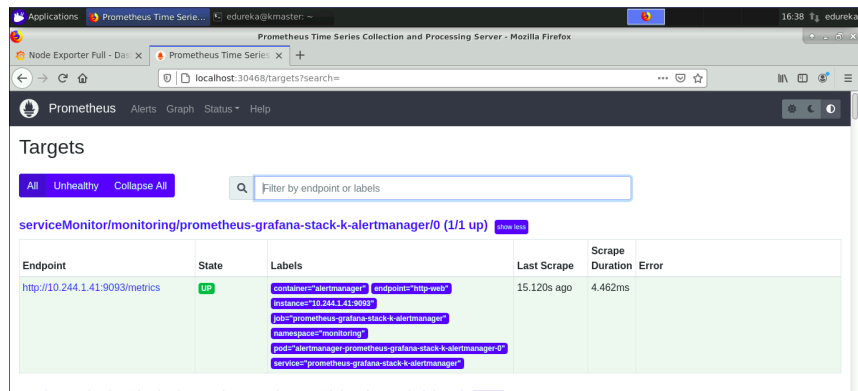 Applications Prometheus Time Serie... edureka@kmaster: ~ 16:38 edureka
Prometheus Time Series Collection and Processing Server - Mozilla Firefox
Node Exporter Full - Das Prometheus Time Series
localhost:30468/targets?search=
Prometheus Alerts Graph Status Help
Targets
All Unhealthy Collapse All Filter by endpoint or labels
serviceMonitor/monitoring/prometheus-grafana-stack-k-alertmanager/0 (1/1 up) show less
Endpoint State Labels Last Scrape Scrape Duration Error
http://10.244.1.41:9093/metrics UP container="alertmanager" endpoint="http-web" 15.120s ago 4.462ms
instance="10.244.1.41:9093"
job="prometheus-grafana-stack-k-alertmanager"
namespace="monitoring"
pod="alertmanager-prometheus-grafana-stack-k-alertmanager-0"
service="prometheus-grafana-stack-k-alertmanager"